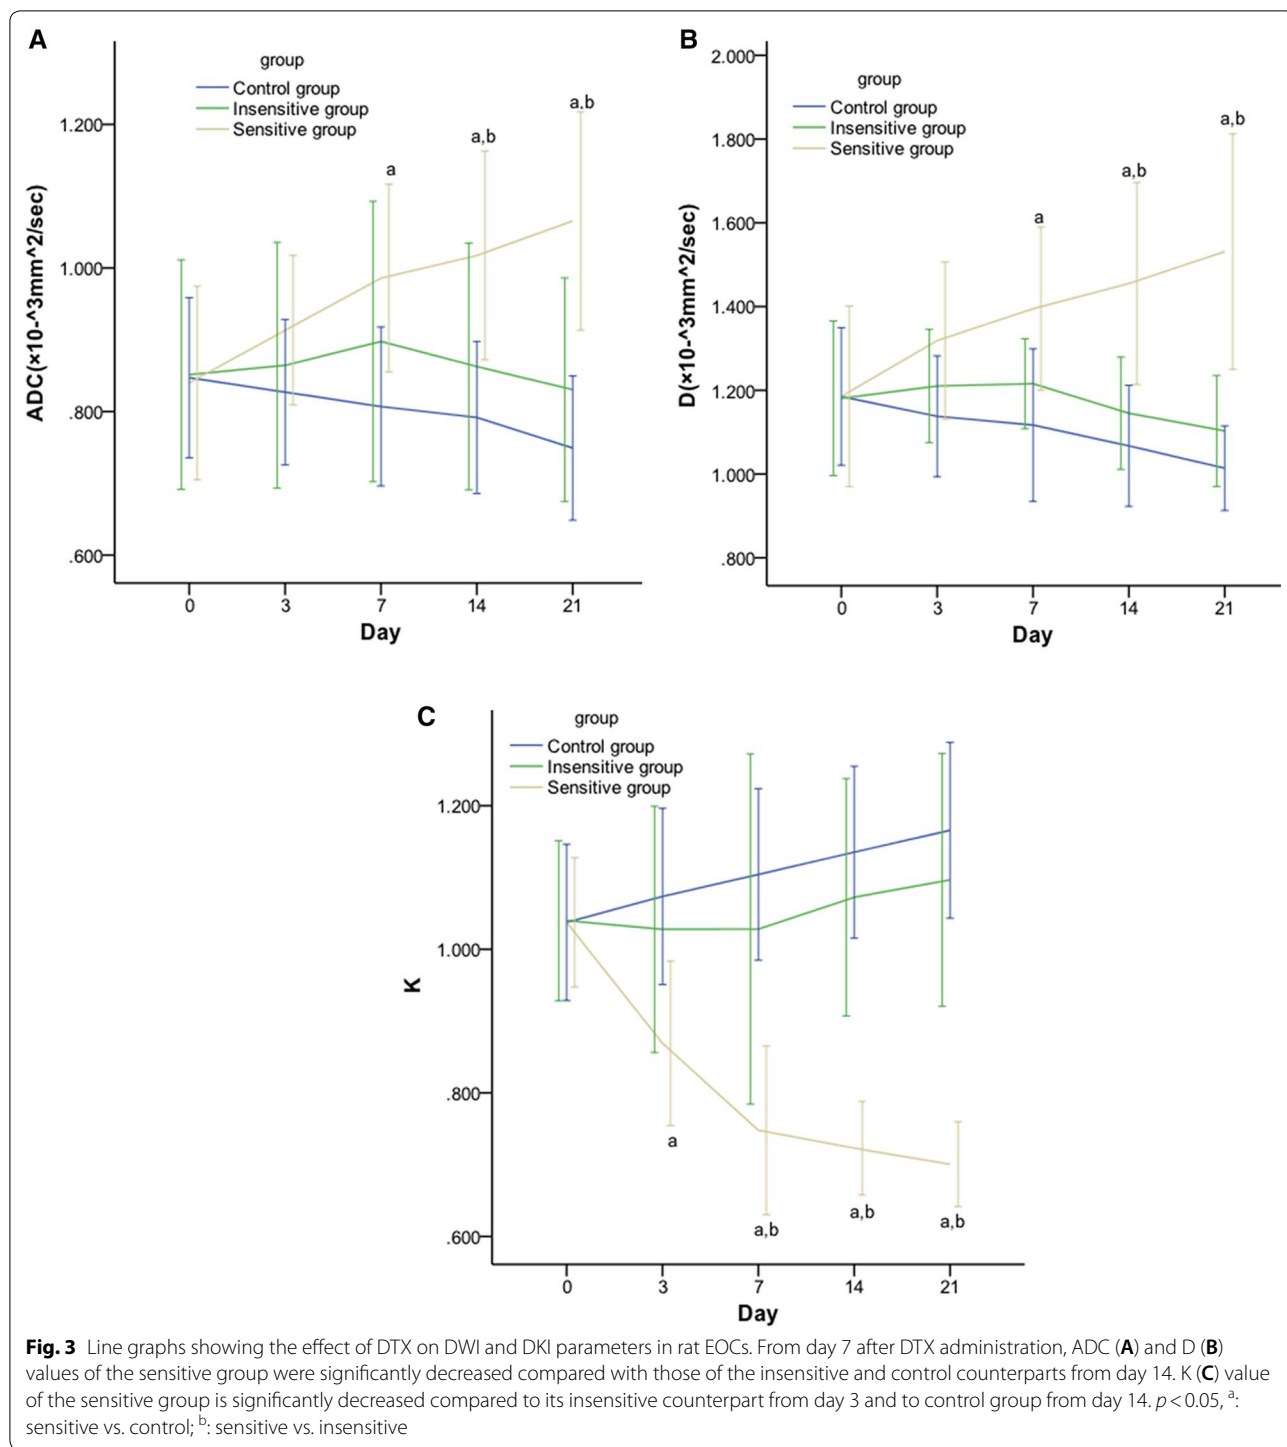 A
group
Control group
Insensitive group
Sensitive group
a
a,b
a,b
1.200
1.000
.800
.600
ADC(×10-^3mm^2/sec)
0 3 7 14 21
Day
B
group
Control group
Insensitive group
Sensitive group
a
a,b
a,b
2.000
1.800
1.600
1.400
1.200
1.000
.800
D(×10-^3mm^2/sec)
0 3 7 14 21
Day
C
group
Control group
Insensitive group
Sensitive group
1.200
1.000
.800
.600
K
a
a,b
a,b
a,b
0 3 7 14 21
Day
Fig. 3 Line graphs showing the effect of DTX on DWI and DKI parameters in rat EOCs. From day 7 after DTX administration, ADC (A) and D (B)
values of the sensitive group were significantly decreased compared with those of the insensitive and control counterparts from day 14. K (C) value
of the sensitive group is significantly decreased compared to its insensitive counterpart from day 3 and to control group from day 14. p < 0.05, a:
sensitive vs. control; b: sensitive vs. insensitive